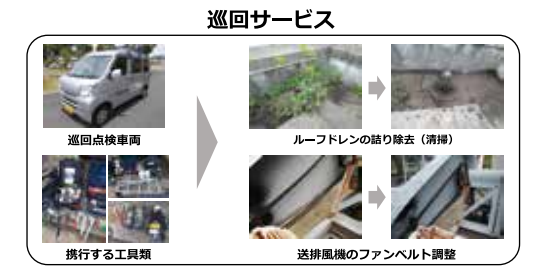 巡回サービス
巡回点検車両
ルーフドレンの詰り除去（清掃）
携行する工具類
送排風機のファンベルト調整